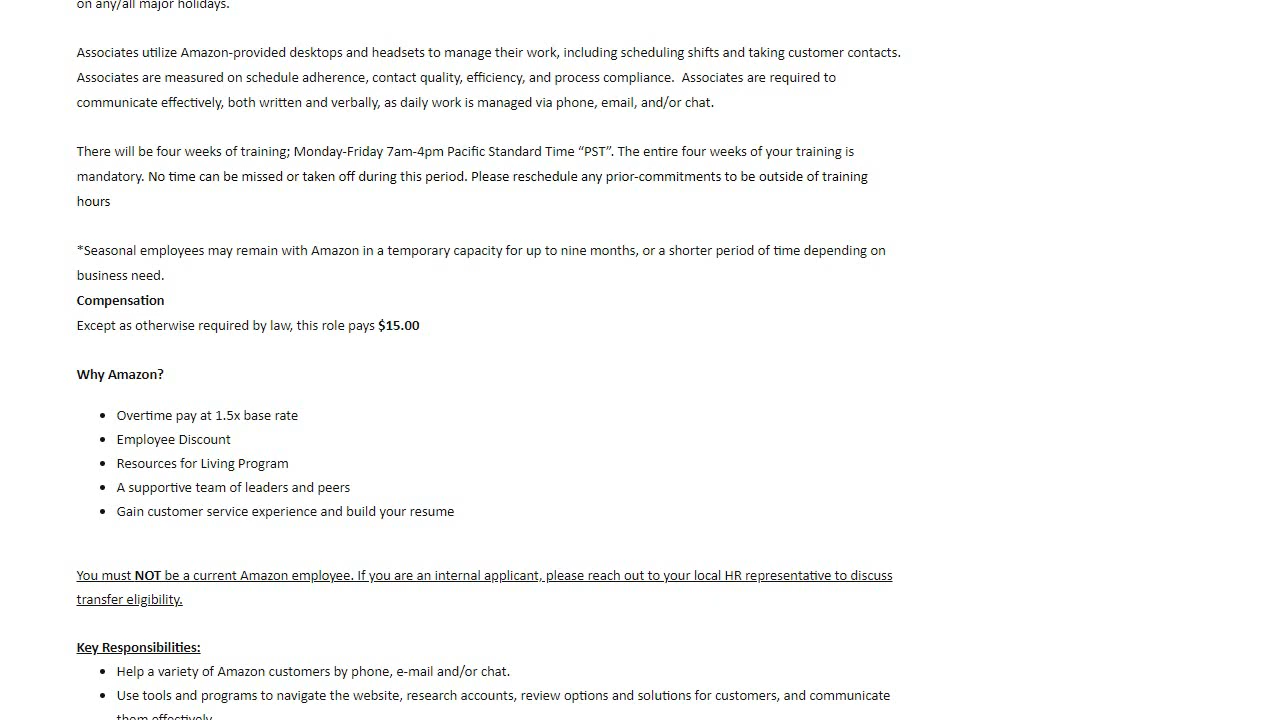 on any/all major holidays.
Associates utilize Amazon-provided desktops and headsets to manage their work, including scheduling shifts and taking customer contacts.
Associates are measured on schedule adherence, contact quality, efficiency, and process compliance.  Associates are required to
communicate effectively, both written and verbally, as daily work is managed via phone, email, and/or chat.
There will be four weeks of training; Monday-Friday 7am-4pm Pacific Standard Time “PST”. The entire four weeks of your training is
mandatory. No time can be missed or taken off during this period. Please reschedule any prior-commitments to be outside of training
hours
*Seasonal employees may remain with Amazon in a temporary capacity for up to nine months, or a shorter period of time depending on
business need.
Compensation
Except as otherwise required by law, this role pays $15.00
Why Amazon?
• Overtime pay at 1.5x base rate
• Employee Discount
• Resources for Living Program
• A supportive team of leaders and peers
• Gain customer service experience and build your resume
You must NOT be a current Amazon employee. If you are an internal applicant, please reach out to your local HR representative to discuss
transfer eligibility.
Key Responsibilities:
• Help a variety of Amazon customers by phone, e-mail and/or chat.
• Use tools and programs to navigate the website, research accounts, review options and solutions for customers, and communicate
them effectively